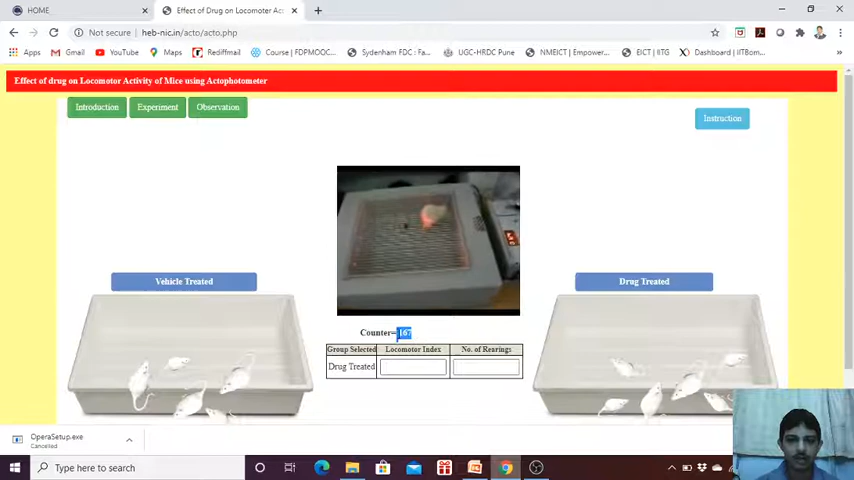 HOME
Effect of Drug on Locomoter Act
Not secure | heb-nic.in/acto/acto.php
Apps
Gmail
YouTube
Maps
Rediffmail
Course | FDPMOOC...
Sydenham FDC : Fa...
UGC-HRDC Pune
NMEICT | Empower...
EICT | IITG
Dashboard | IITBom...
Effect of drug on Locomotor Activity of Mice using Actophotometer
Introduction
Experiment
Observation
Instruction
Vehicle Treated
Drug Treated
Counter= 167
Group Selected Locomotor Index No. of Rearings
Drug Treated
OperaSetup.exe
Cancelled
Type here to search